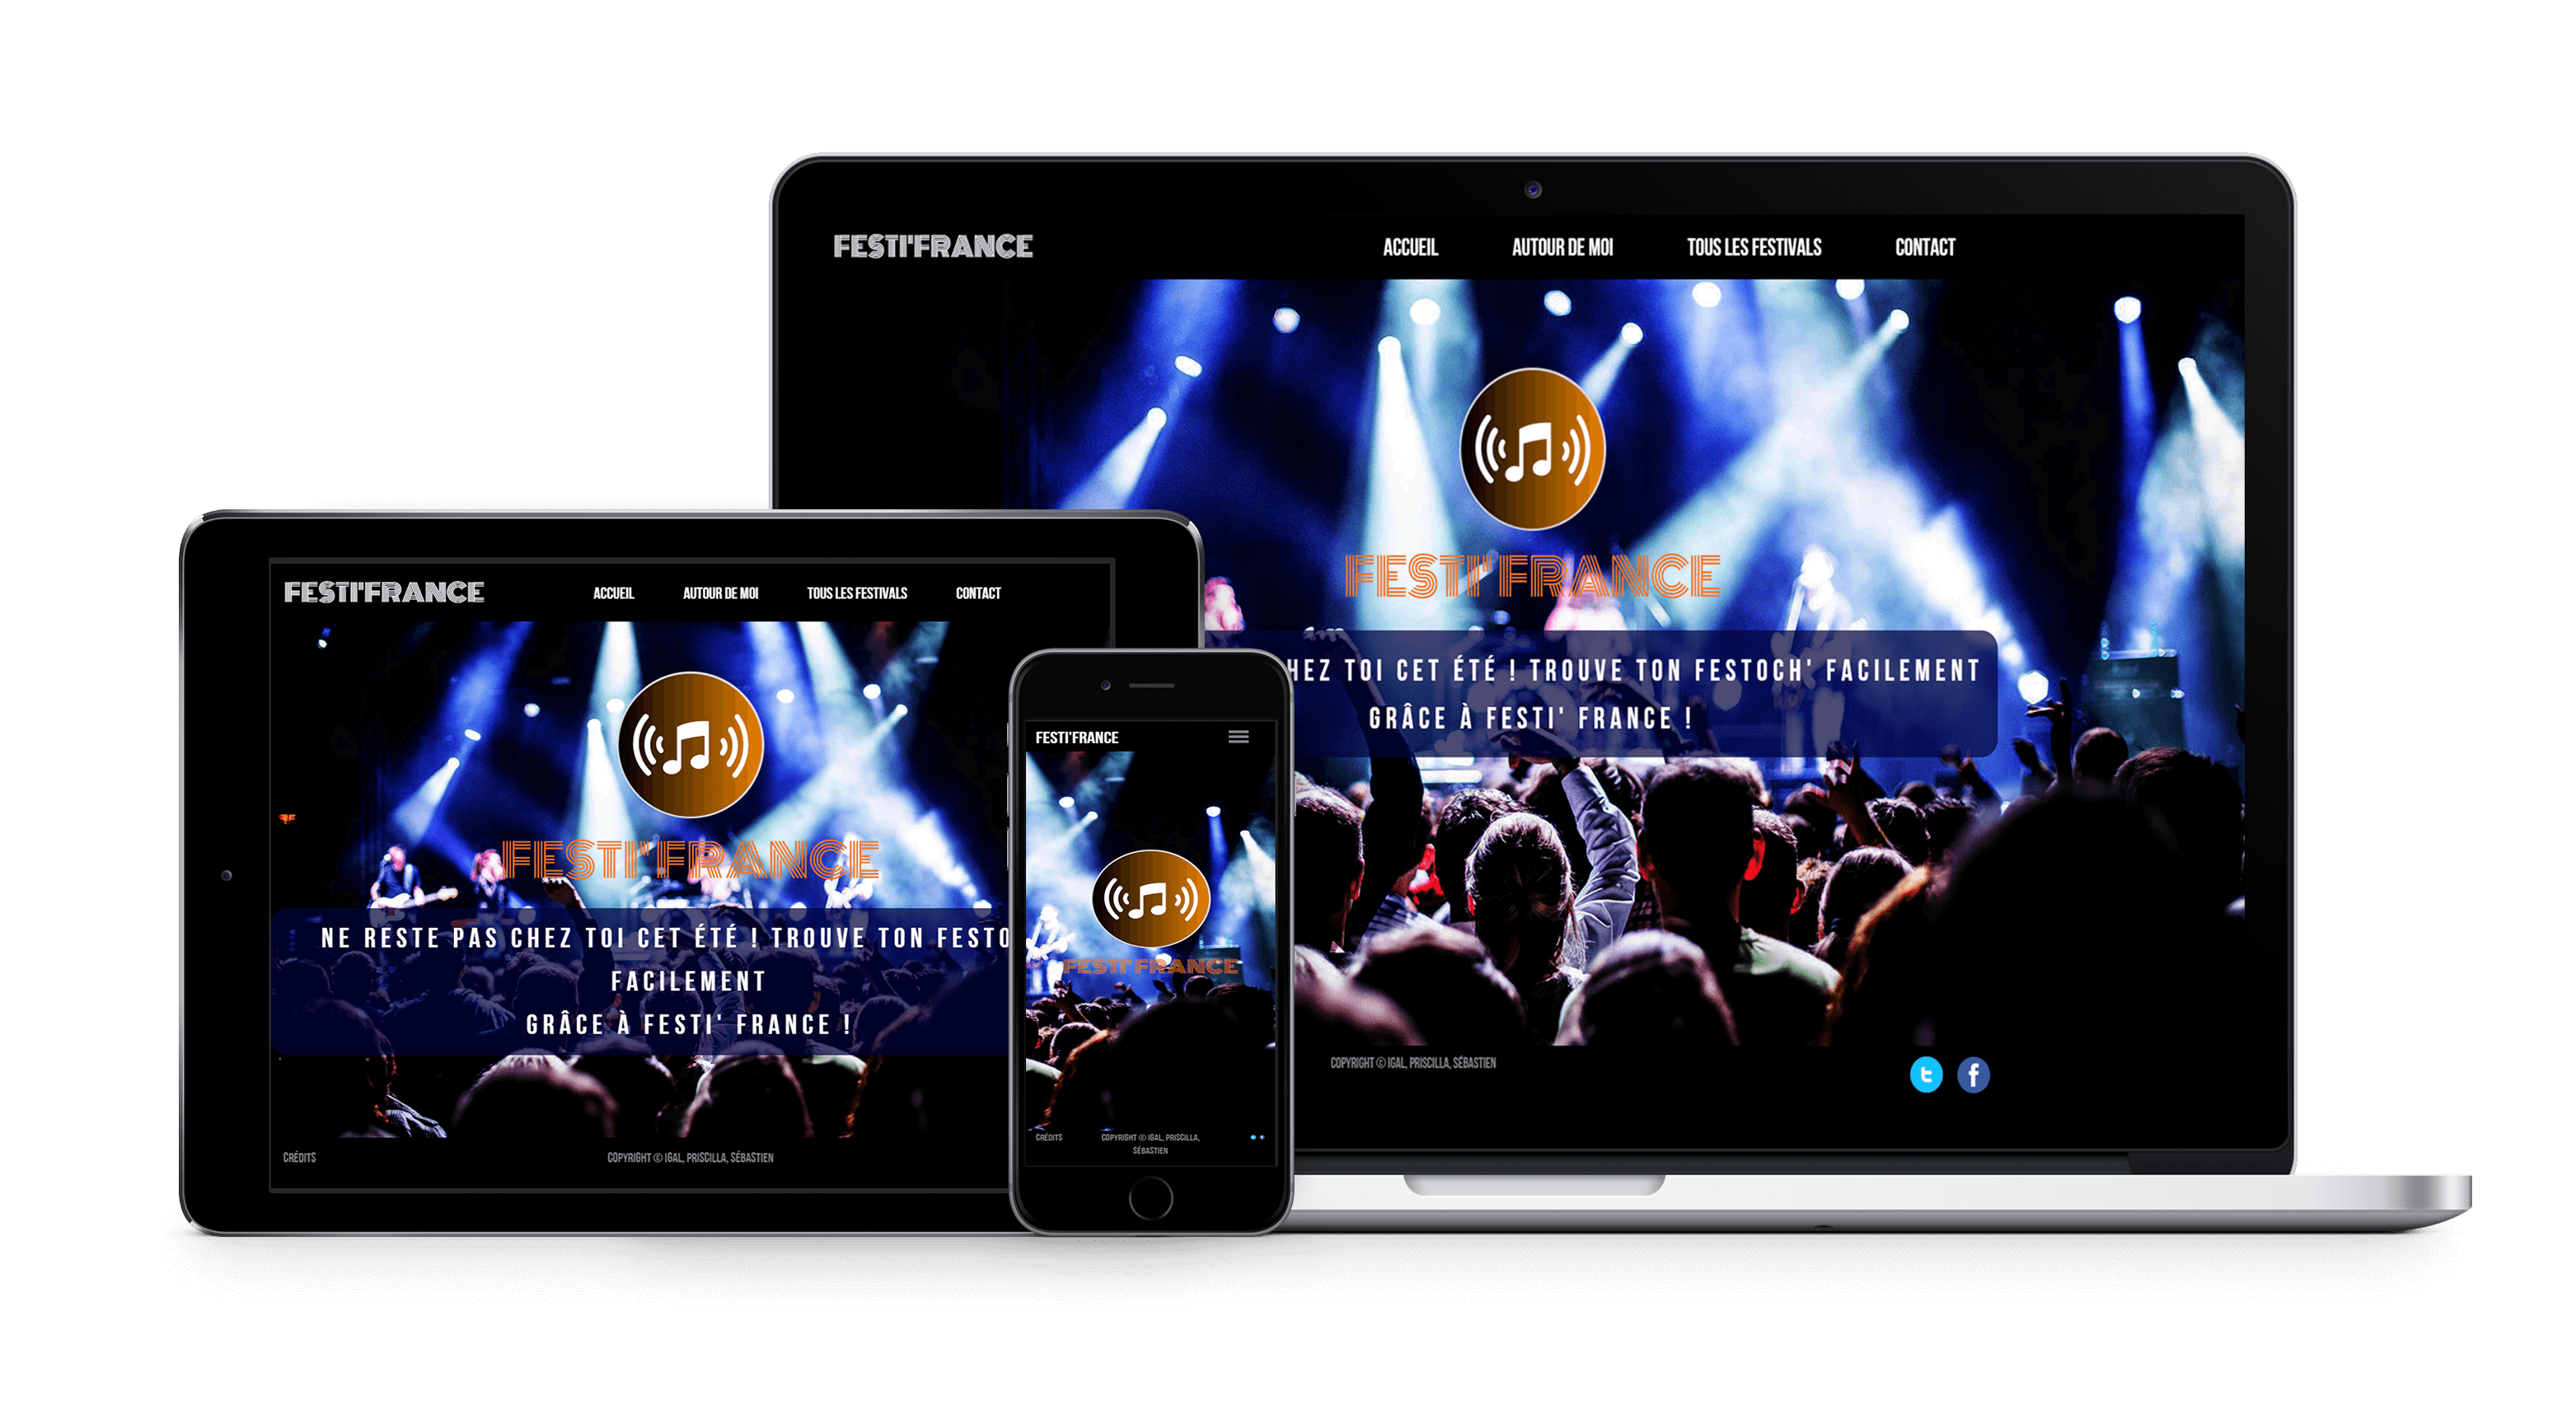 FESTI'FRANCE
ACCUEIL AUTOUR DE MOI TOUS LES FESTIVALS CONTACT
FESTI'FRANCE
TOI CET ÉTÉ ! TROUVE TON FESTOCH' FACILEMENT
GRÂCE À FESTI' FRANCE !
COPYRIGHT © IGAL, PRISCILLA, SÉBASTIEN
FESTI'FRANCE
ACCUEIL AUTOUR DE MOI TOUS LES FESTIVALS CONTACT
FESTI'FRANCE
NE RESTE PAS CHEZ TOI CET ÉTÉ ! TROUVE TON FESTO
FACILEMENT
GRÂCE À FESTI' FRANCE !
CRÉDITS
COPYRIGHT © IGAL, PRISCILLA, SÉBASTIEN
FESTI'FRANCE
FESTI'FRANCE
CRÉDITS
COPYRIGHT © IGAL, PRISCILLA,
SÉBASTIEN